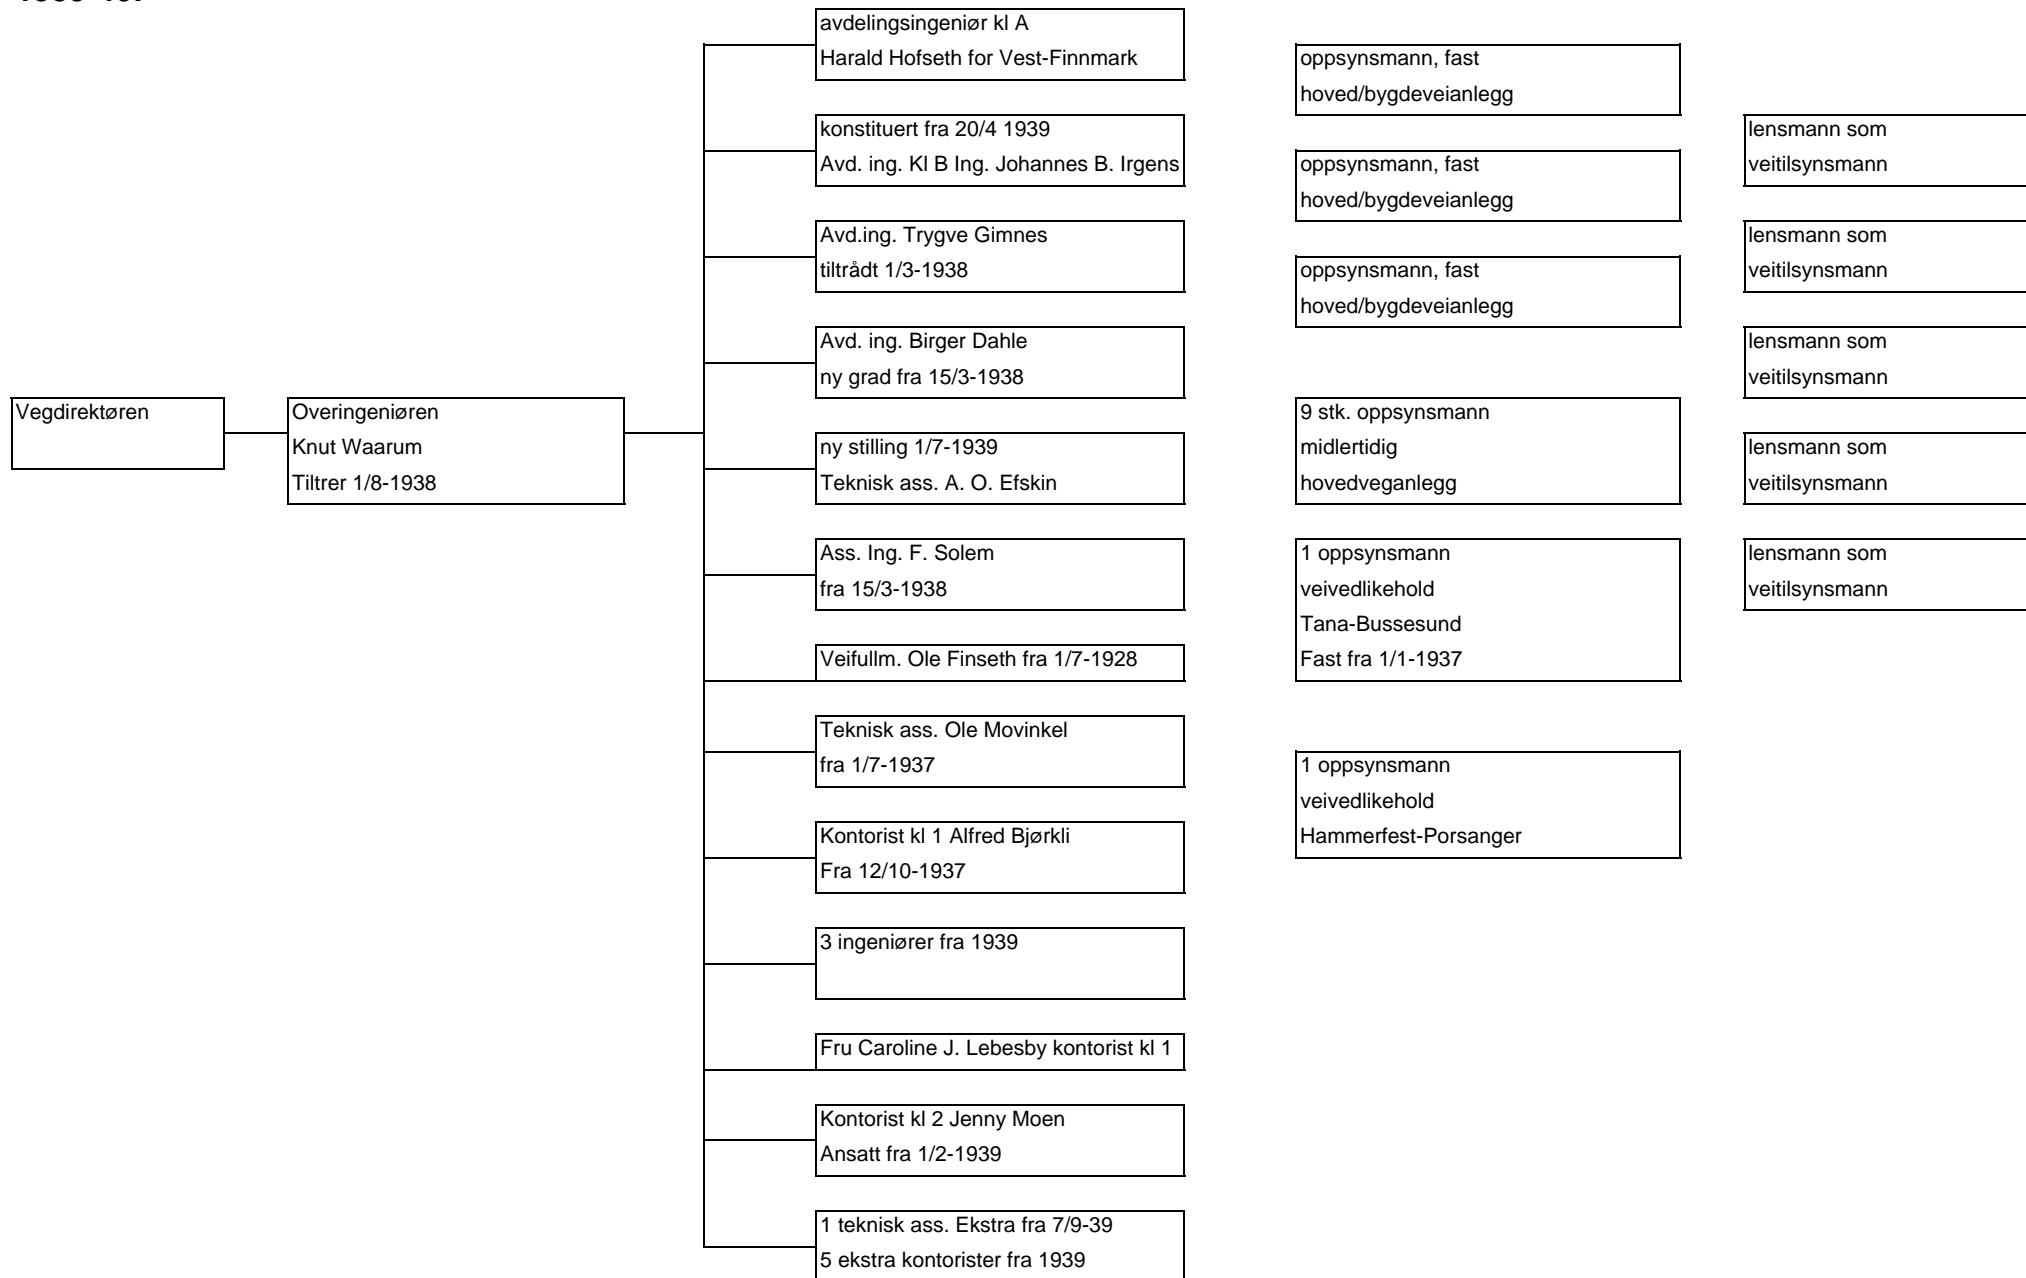 avdelingsingeniør kl A
Harald Hofseth for Vest-Finnmark
konstituert fra 20/4 1939
Avd. ing. Kl B Ing. Johannes B. Irgens
Avd.ing. Trygve Gimnes
tiltrådt 1/3-1938
Avd. ing. Birger Dahle
ny grad fra 15/3-1938
Vegdirektøren
Overingeniøren
Knut Waarum
Tiltrer 1/8-1938
ny stilling 1/7-1939
Teknisk ass. A. O. Efskin
Ass. Ing. F. Solem
fra 15/3-1938
Veifullm. Ole Finseth fra 1/7-1928
Teknisk ass. Ole Movinkel
fra 1/7-1937
Kontorist kl 1 Alfred Bjørkli
Fra 12/10-1937
3 ingeniører fra 1939
Fru Caroline J. Lebesby kontorist kl 1
Kontorist kl 2 Jenny Moen
Ansatt fra 1/2-1939
1 teknisk ass. Ekstra fra 7/9-39
5 ekstra kontorister fra 1939
oppsynsmann, fast
hoved/bygdeveianlegg
oppsynsmann, fast
hoved/bygdeveianlegg
oppsynsmann, fast
hoved/bygdeveianlegg
9 stk. oppsynsmann
midlertidig
hovedveganlegg
1 oppsynsmann
veivedlikehold
Tana-Bussesund
Fast fra 1/1-1937
1 oppsynsmann
veivedlikehold
Hammerfest-Porsanger
lensmann som
veitilsynsmann
lensmann som
veitilsynsmann
lensmann som
veitilsynsmann
lensmann som
veitilsynsmann
lensmann som
veitilsynsmann